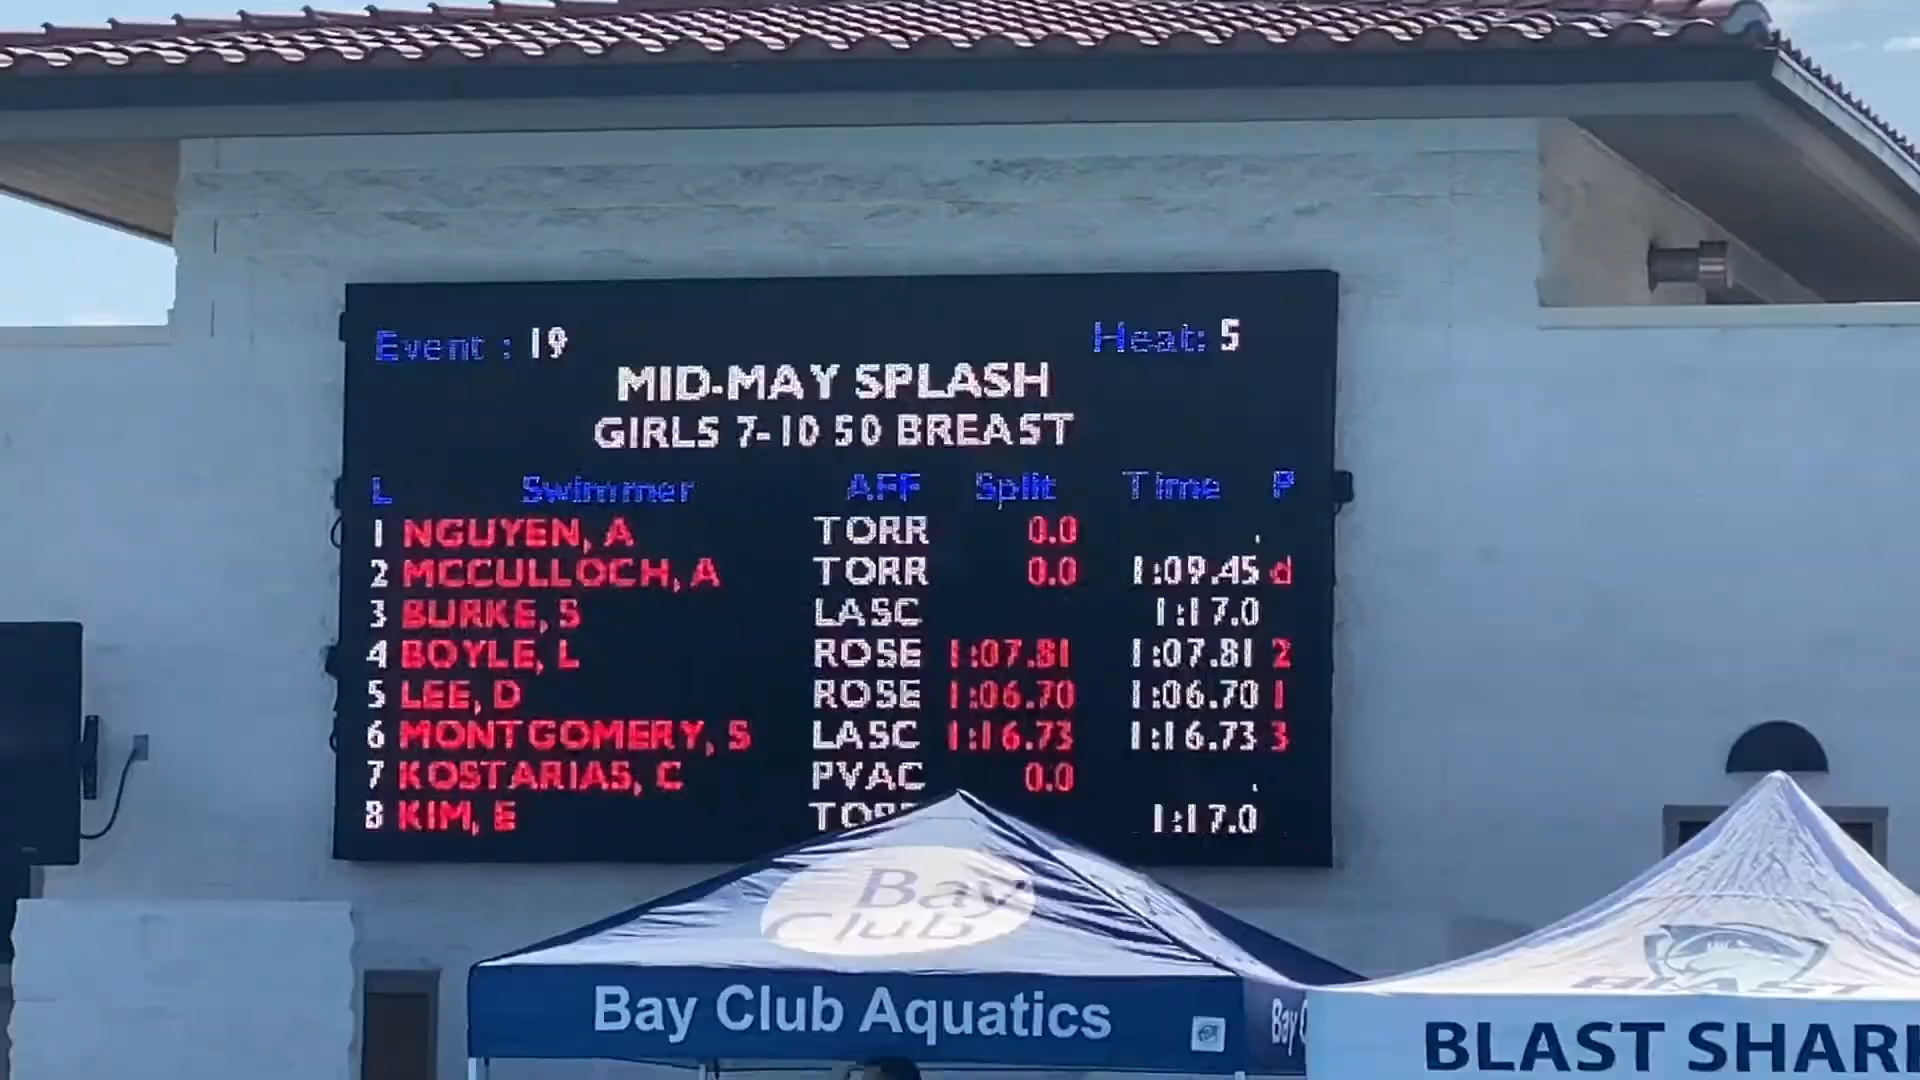 Event : 19 Heat: 5
MID-MAY SPLASH
GIRLS 7-10 50 BREAST
L Swimmer AFF Split Time P
1 NGUYEN, A TORR 0.0 .
2 MCCULLOCH, A TORR 0.0 1:09.45 d
3 BURKE, S LASC 1:17.0
4 BOYLE, L ROSE 1:07.81 1:07.81 2
5 LEE, D ROSE 1:06.70 1:06.70 1
6 MONTGOMERY, S LASC 1:16.73 1:16.73 3
7 KOSTARIAS, C PVAC 0.0 .
8 KIM, E TORR 1:17.0
Bay
Club
Bay Club Aquatics
Bay
BLAST
BLAST SHAR